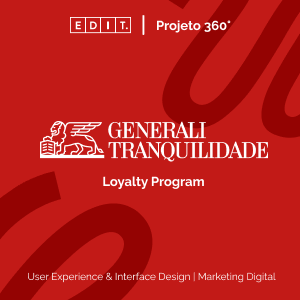 EDIT. | Projeto 360°
GENERALI
TRANQUILIDADE
Loyalty Program
User Experience & Interface Design | Marketing Digital